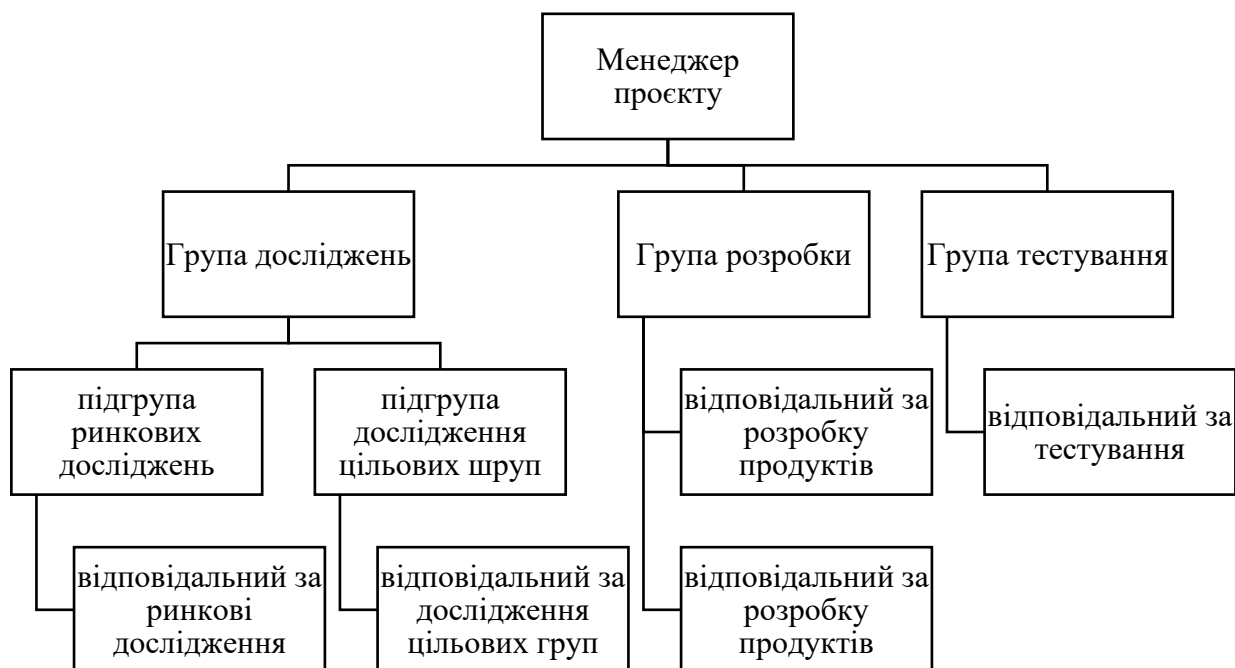 Менеджер
проєкту
Група досліджень
Група розробки
Група тестування
підгрупа
ринкових
досліджень
підгрупа
дослідження
цільових шруп
відповідальний за
розробку
продуктів
відповідальний за
тестування
відповідальний за
ринкові
дослідження
відповідальний за
дослідження
цільових груп
відповідальний за
розробку
продуктів